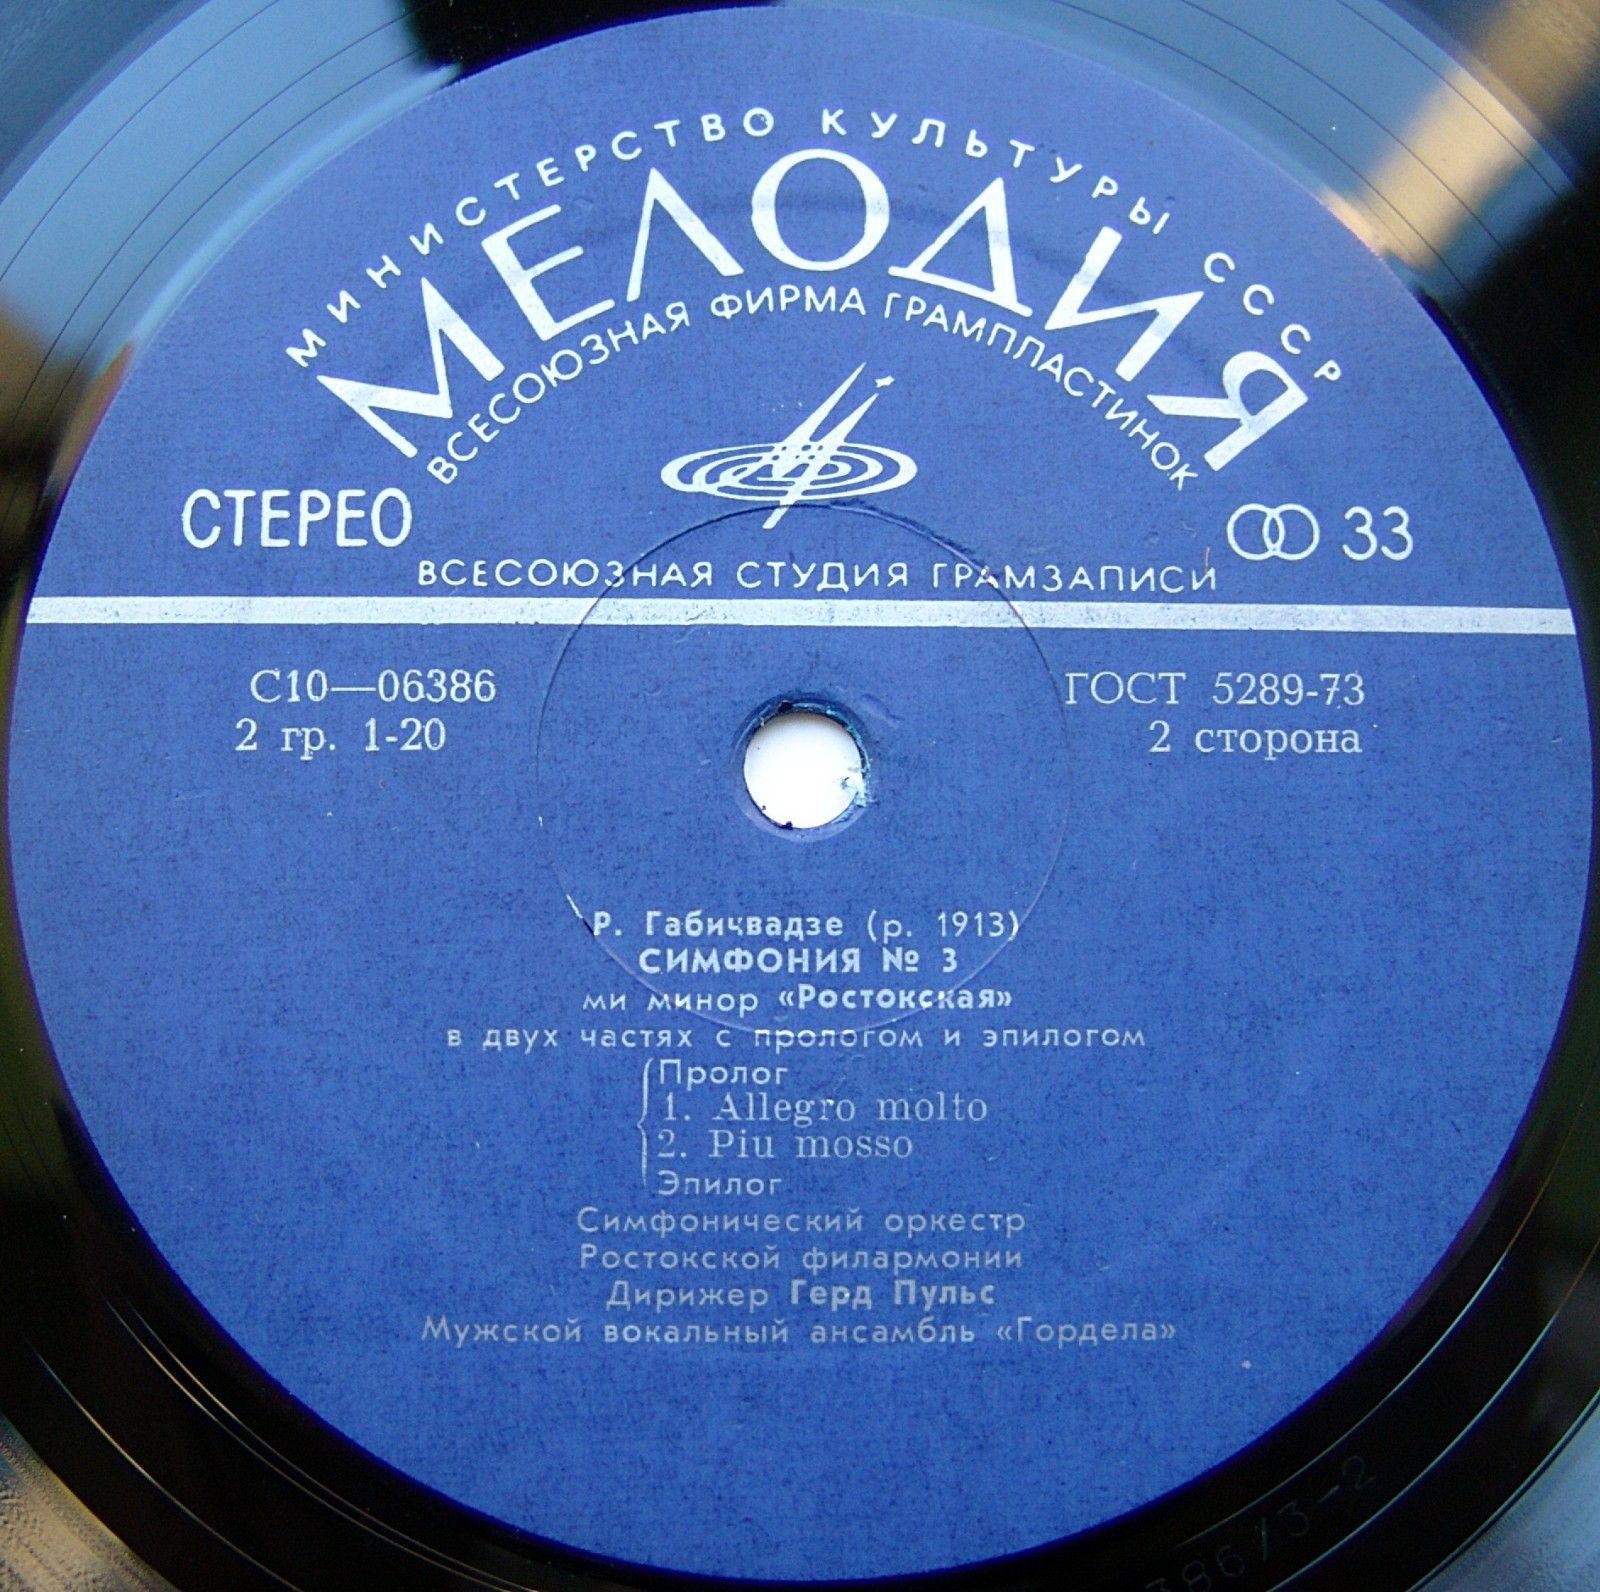 МИНИСТЕРСТВО КУЛЬТУРЫ СССР
МЕЛОДИЯ
ВСЕСОЮЗНАЯ ФИРМА ГРАМПЛАСТИНОК
СТЕРЕО
33
ВСЕСОЮЗНАЯ СТУДИЯ ГРАМЗАПИСИ
С10—06386
ГОСТ 5289-73
2 гр. 1-20
2 сторона
Р. Габичвадзе (р. 1913)
СИМФОНИЯ № 3
ми минор «Ростокская»
в двух частях с прологом и эпилогом
Пролог
1. Allegro molto
2. Piu mosso
Эпилог
Симфонический оркестр
Ростокской филармонии
Дирижер Герд Пульс
Мужской вокальный ансамбль «Гордела»